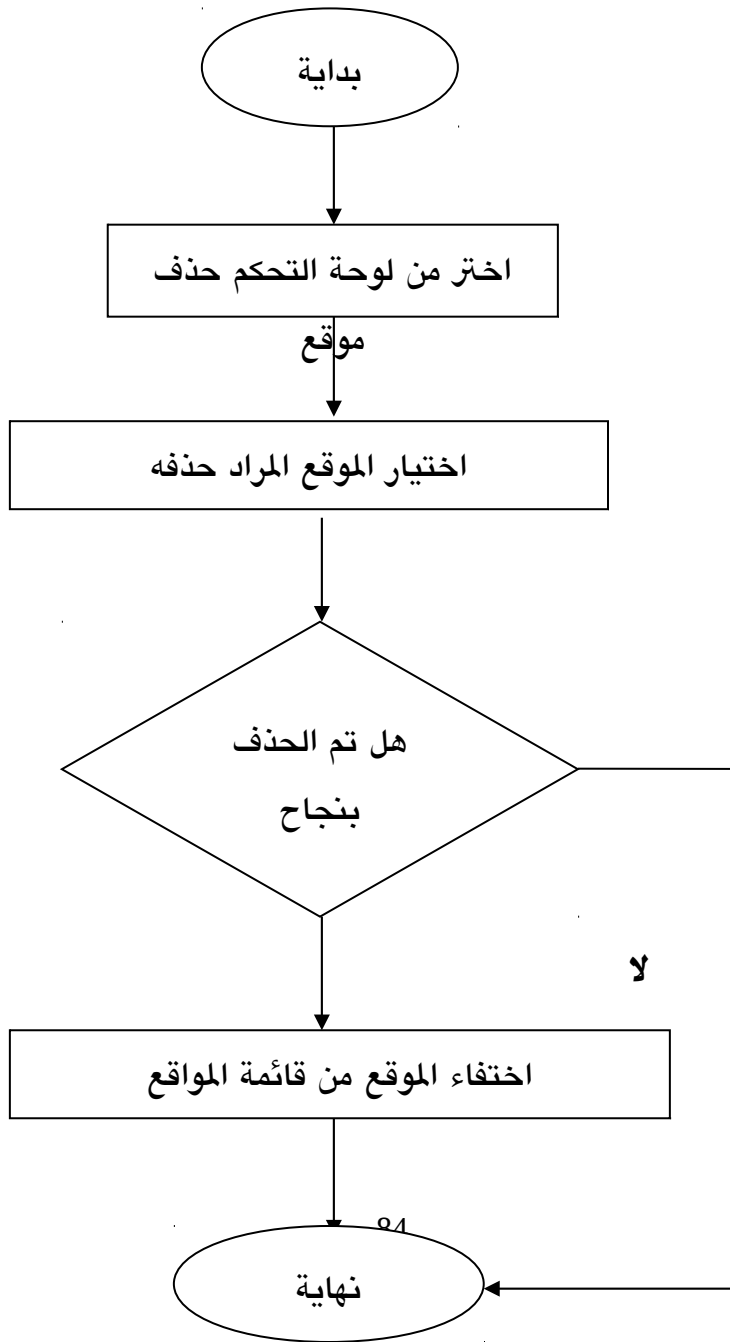 بداية
اختر من لوحة التحكم حذف
موقع
اختيار الموقع المراد حذفه
هل تم الحذف
بنجاح
لا
اختفاء الموقع من قائمة المواقع
84
نهاية